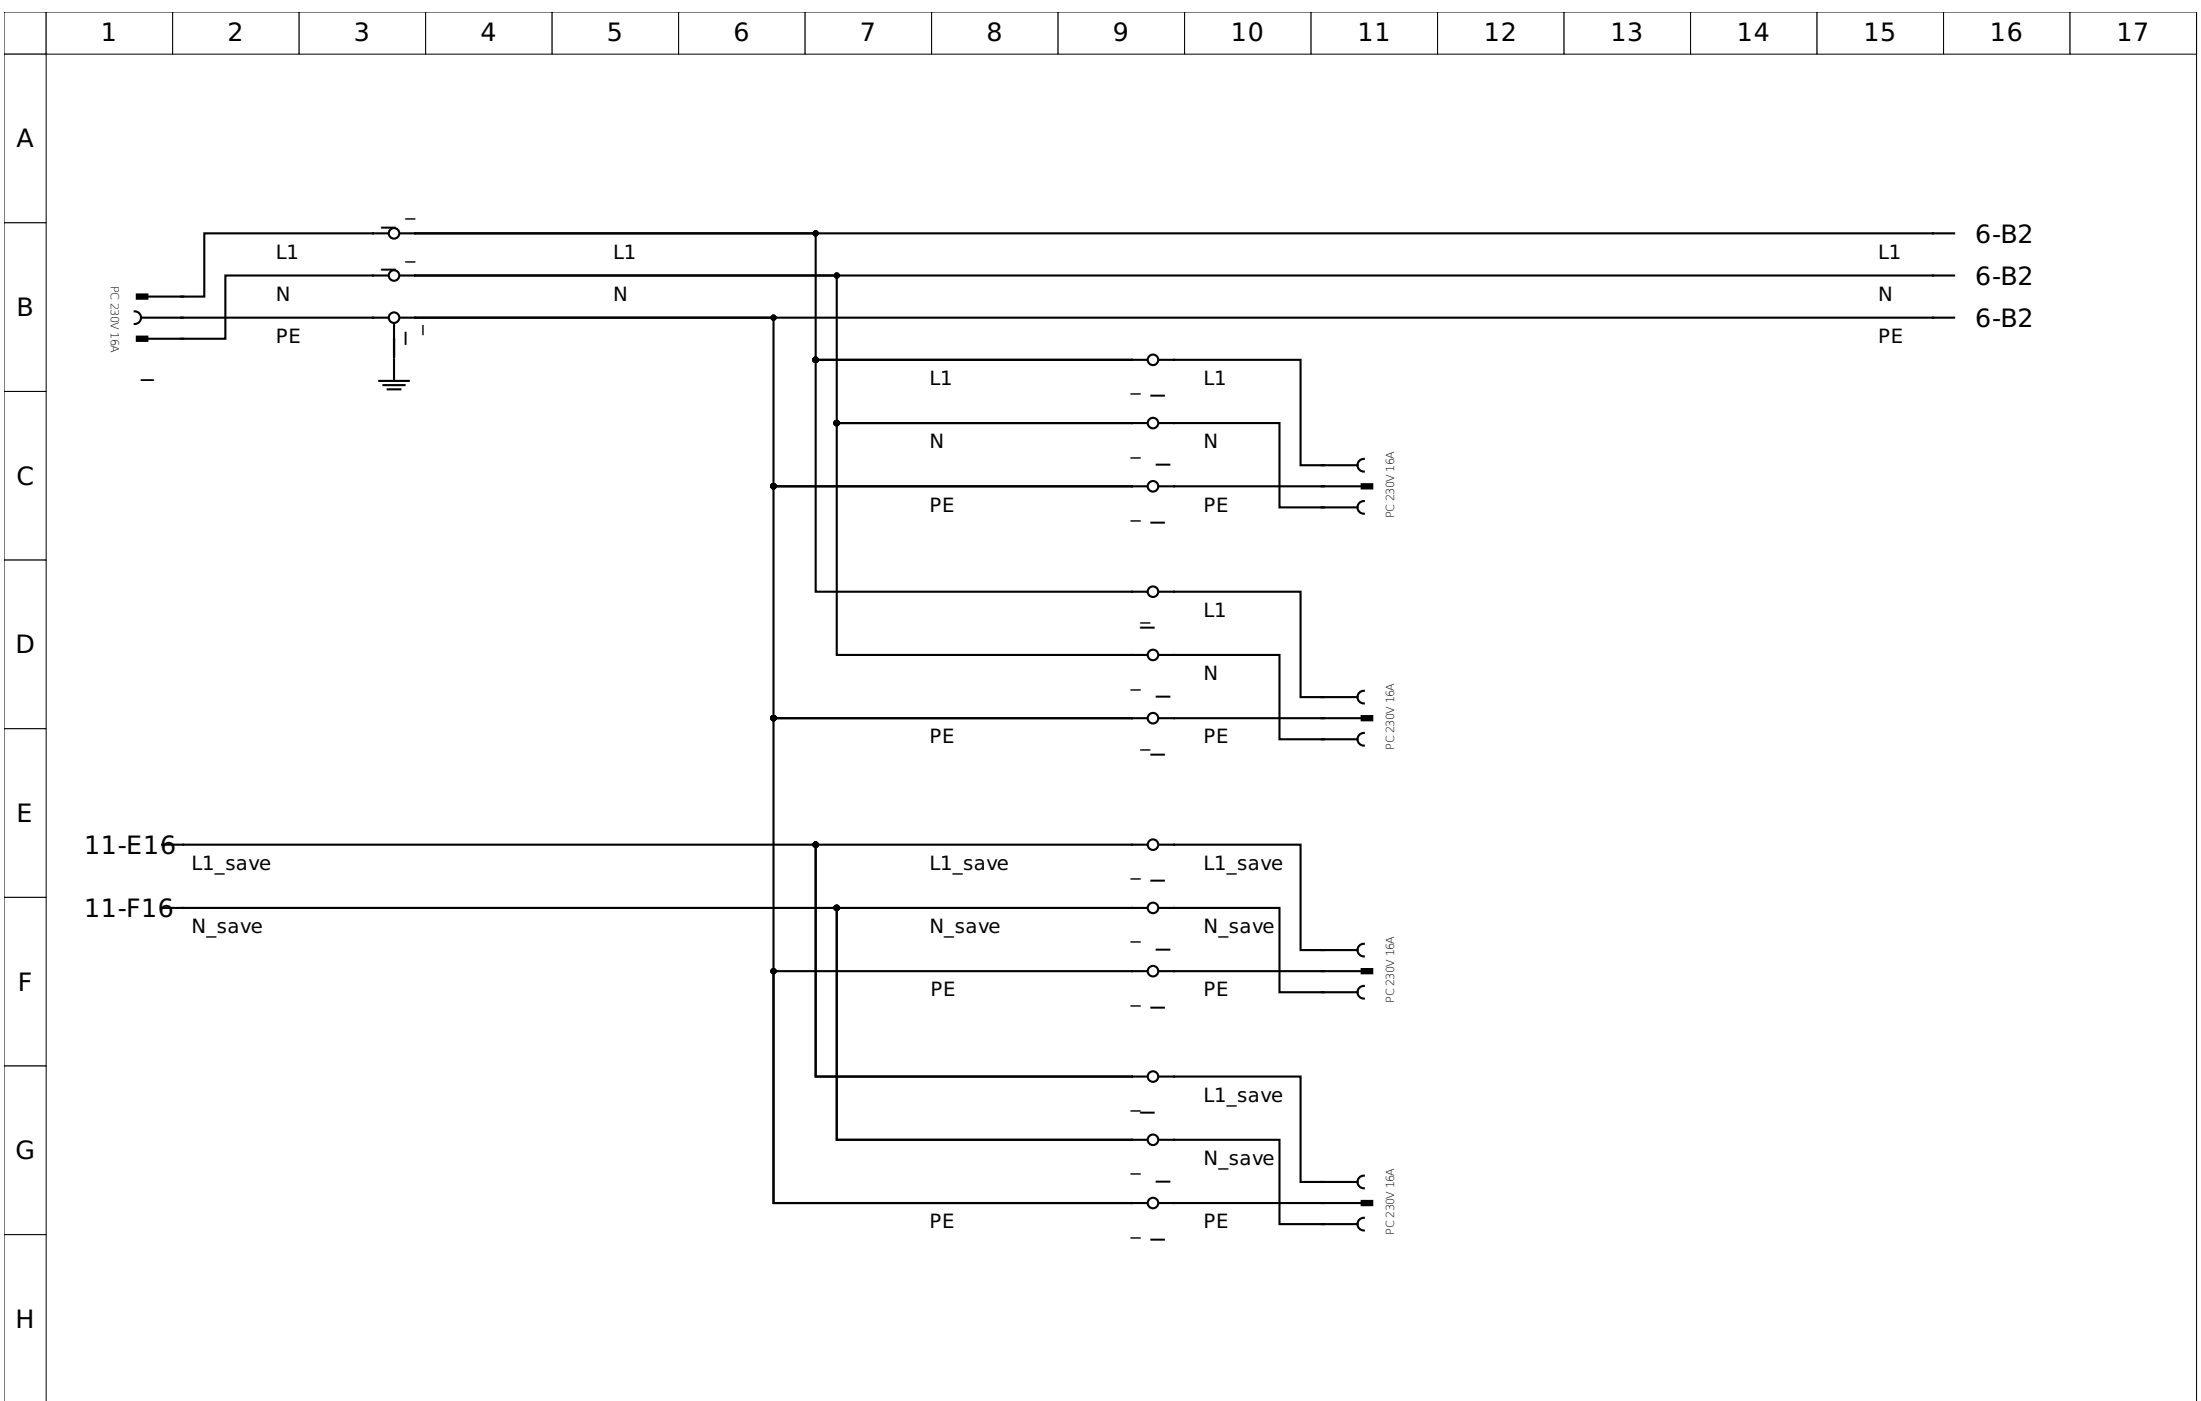 1 2 3 4 5 6 7 8 9 10 11 12 13 14 15 16 17
A
6-B2
L1 L1 L1
6-B2
B
PC 230V 16A
N N N
6-B2
PE PE
L1 L1
N N
C
PC 230V 16A
PE PE
L1
D
N
PC 230V 16A
PE PE
E
11-E16
L1_save L1_save L1_save
11-F16
N_save N_save N_save
PC 230V 16A
F
PE PE
L1_save
G
N_save
PC 230V 16A
PE PE
H